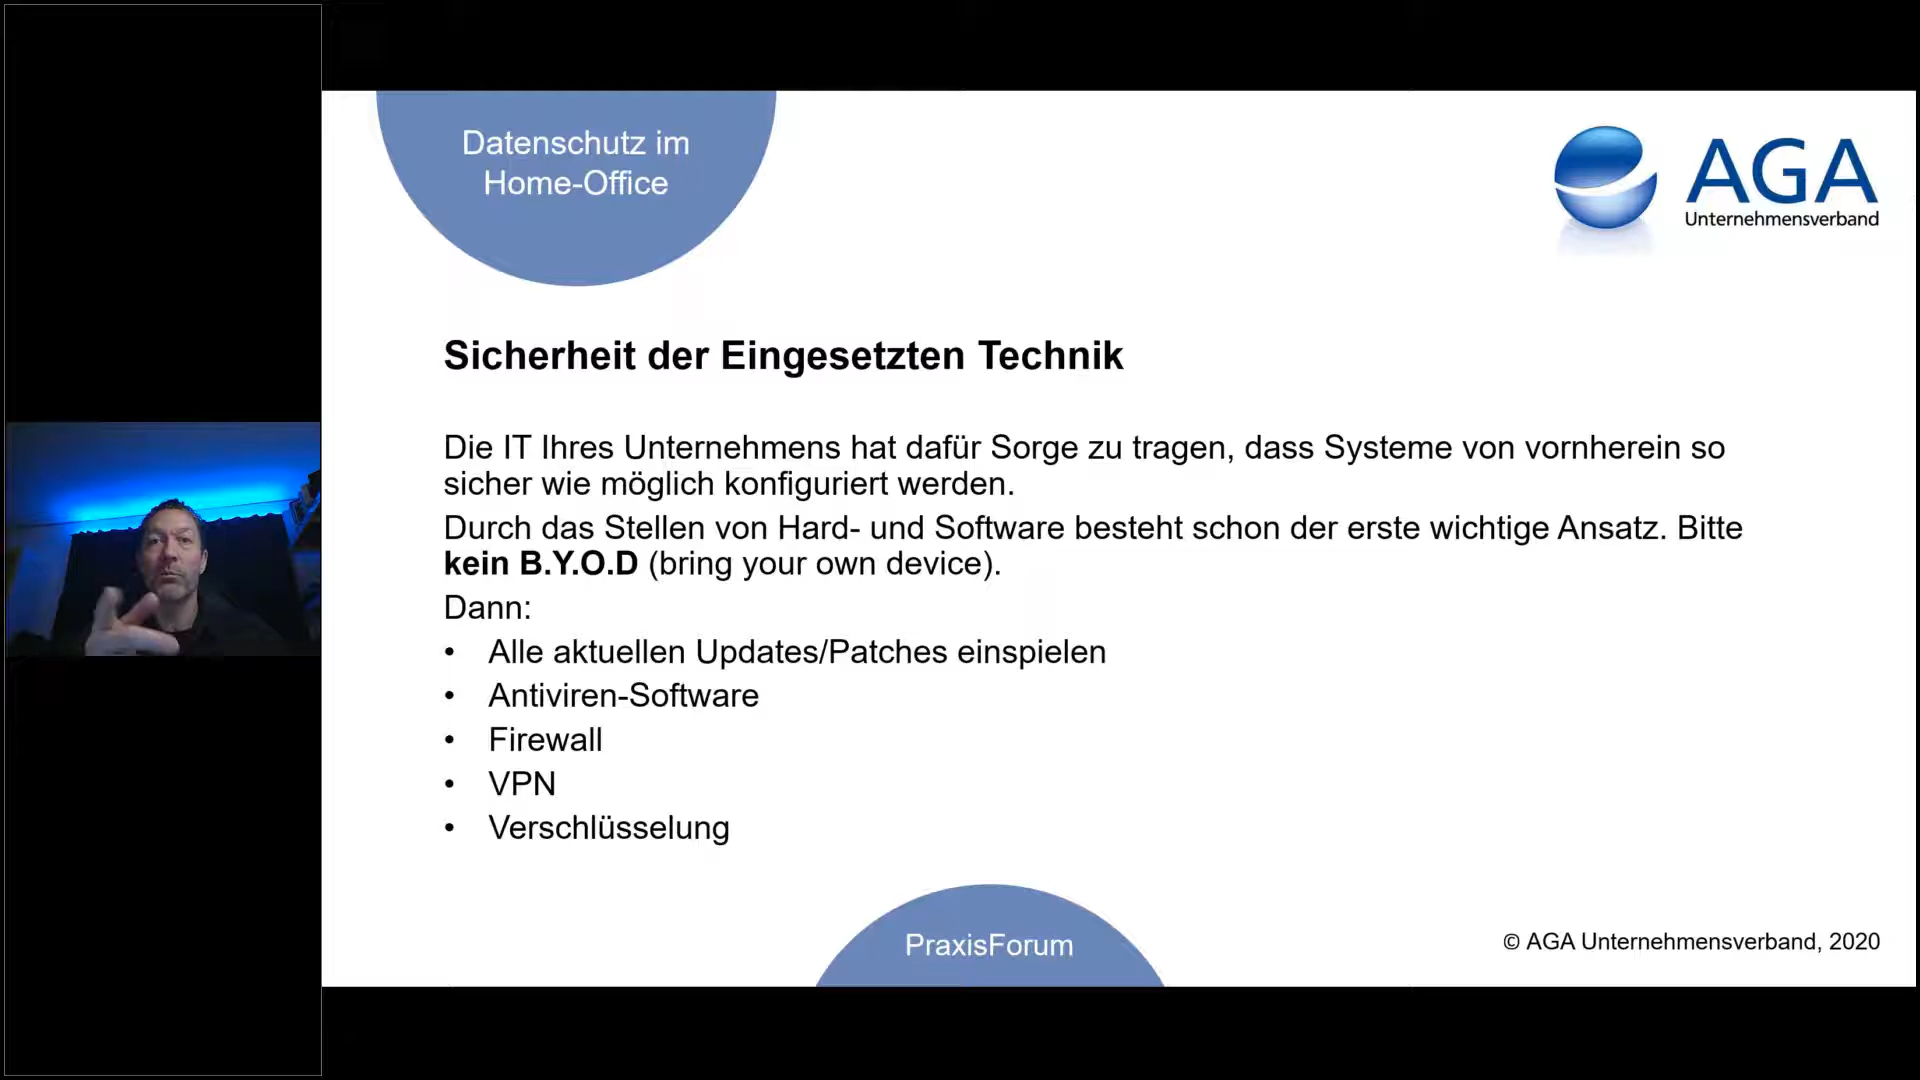 Datenschutz im
Home-Office
AGA
Unternehmensverband
Sicherheit der Eingesetzten Technik
Die IT Ihres Unternehmens hat dafür Sorge zu tragen, dass Systeme von vornherein so
sicher wie möglich konfiguriert werden.
Durch das Stellen von Hard- und Software besteht schon der erste wichtige Ansatz. Bitte
kein B.Y.O.D (bring your own device).
Dann:
• Alle aktuellen Updates/Patches einspielen
• Antiviren-Software
• Firewall
• VPN
• Verschlüsselung
PraxisForum
© AGA Unternehmensverband, 2020